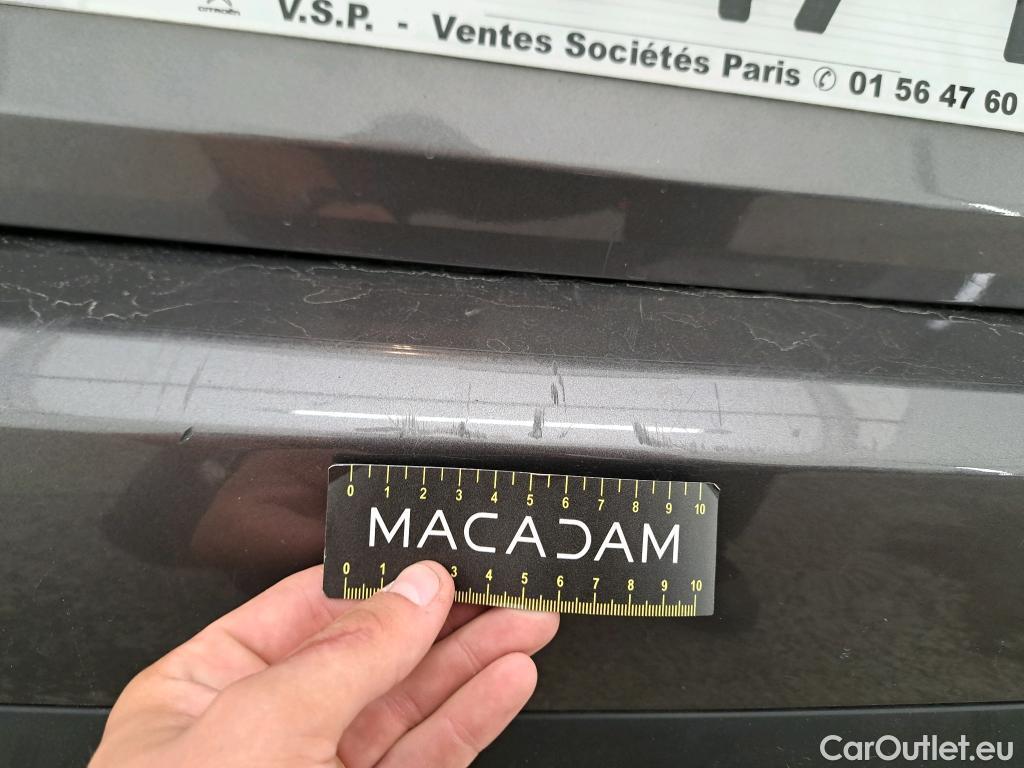 CITROËN
V.S.P. - Ventes Sociétés Paris ✆ 01 56 47 60
0 1 2 3 4 5 6 7 8 9 10
MACADAM
0 1 3 4 5 6 7 8 9 10
CarOutlet.eu